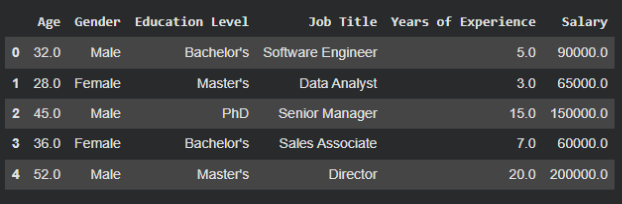 Age Gender Education Level Job Title Years of Experience Salary
0 32.0 Male Bachelor's Software Engineer 5.0 90000.0
1 28.0 Female Master's Data Analyst 3.0 65000.0
2 45.0 Male PhD Senior Manager 15.0 150000.0
3 36.0 Female Bachelor's Sales Associate 7.0 60000.0
4 52.0 Male Master's Director 20.0 200000.0